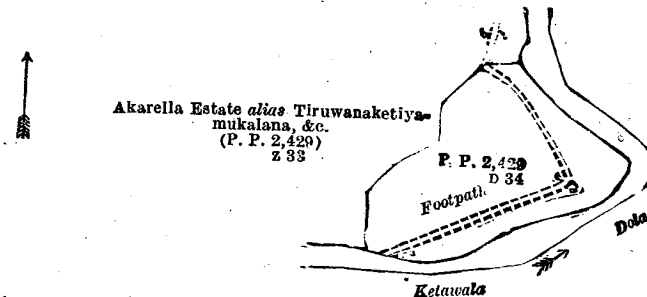 Akarella Estate alias Tiruwanaketiya-
mukalana, &c.
(P. P. 2,429)
Z 33
P. P. 2,429
D 34
Footpath
Dola
Ketawala